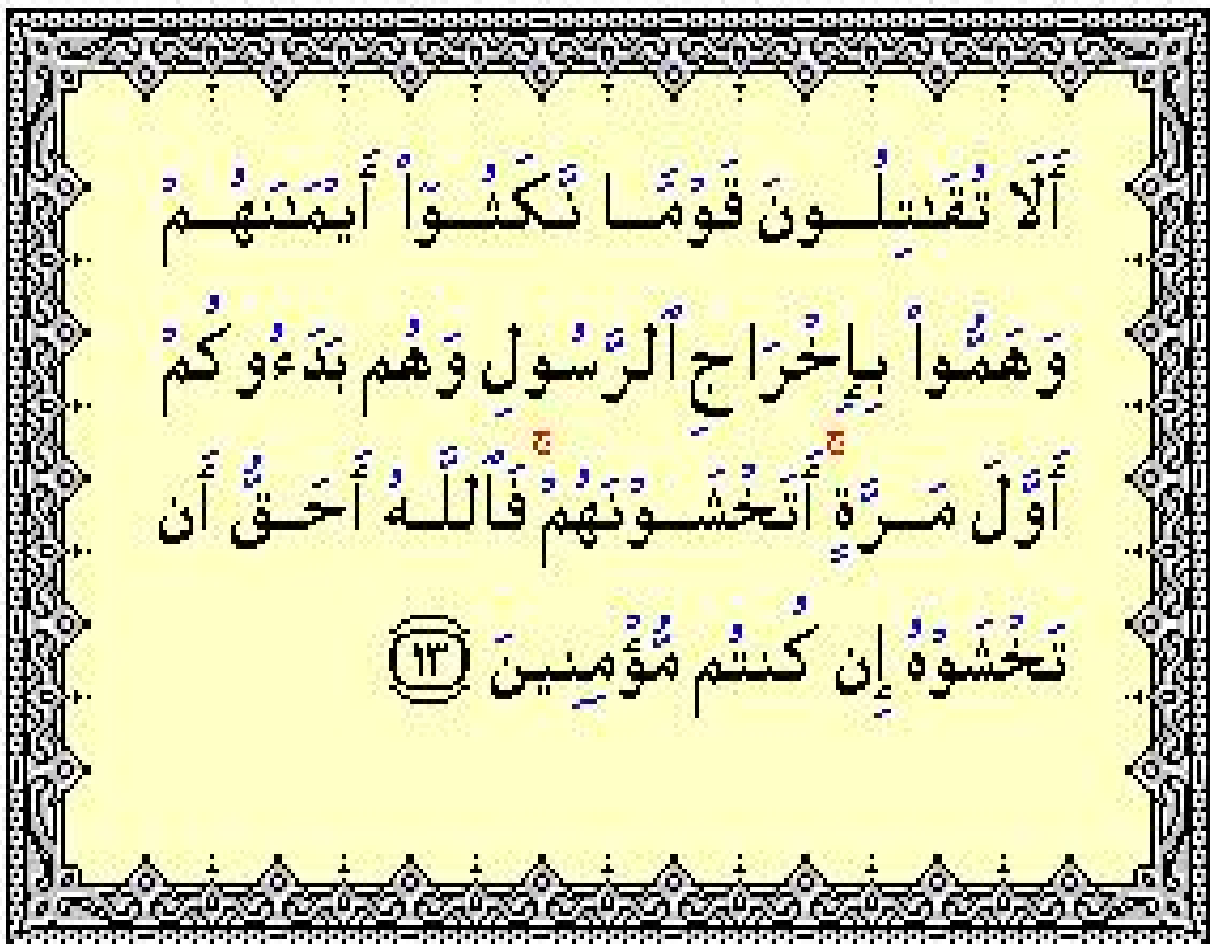 أَلَا تُقَـٰتِلُونَ قَوْمًا نَّكَثُوٓا۟ أَيْمَـٰنَهُمْ
وَهَمُّوا۟ بِإِخْرَاجِ ٱلرَّسُولِ وَهُم بَدَءُوكُمْ
أَوَّلَ مَرَّةٍ ۚ أَتَخْشَوْنَهُمْ ۚ فَٱللَّهُ أَحَقُّ أَن
تَخْشَوْهُ إِن كُنتُم مُّؤْمِنِينَ ١٣